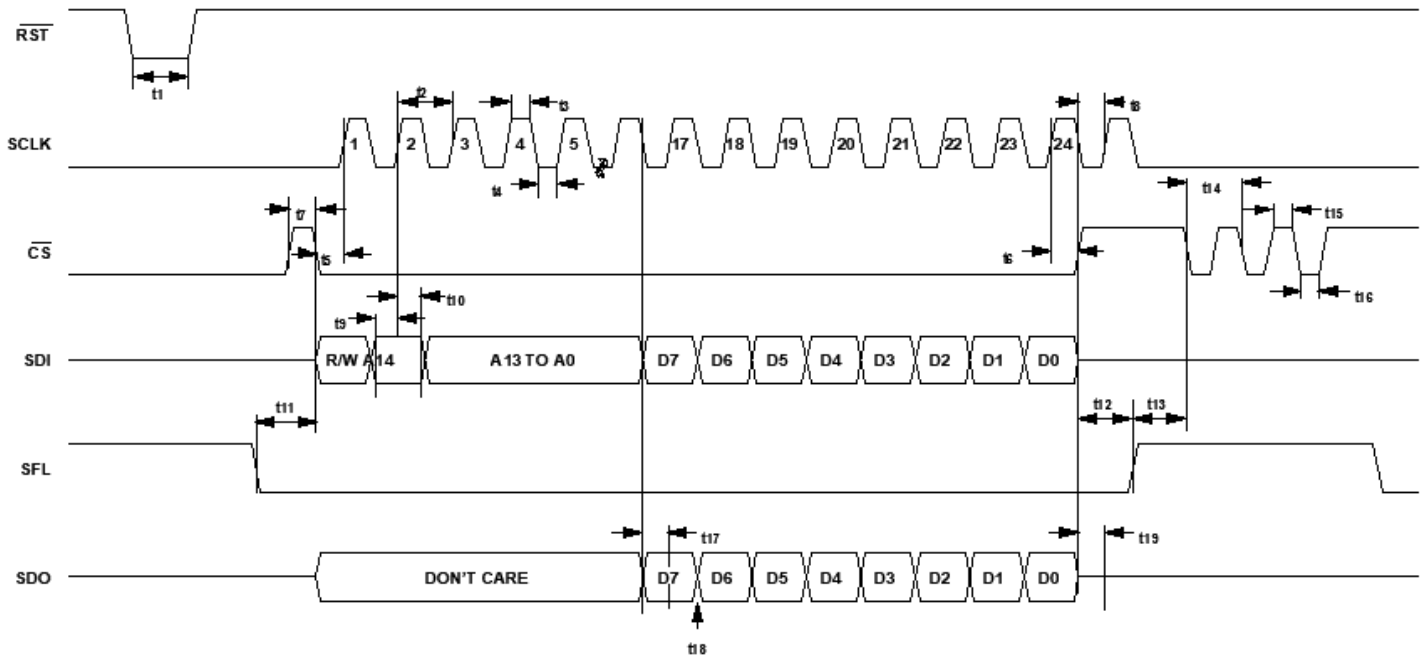 RST
t1
t2
t3
SCLK
1
2
3
4
5
17
18
19
20
21
22
23
24
t8
t4
t7
t14
t15
CS
t5
t6
t16
t9
t10
SDI
R/W A14
A13 TO A0
D7
D6
D5
D4
D3
D2
D1
D0
t11
t12
t13
SFL
t17
t19
SDO
DON'T CARE
D7
D6
D5
D4
D3
D2
D1
D0
t18